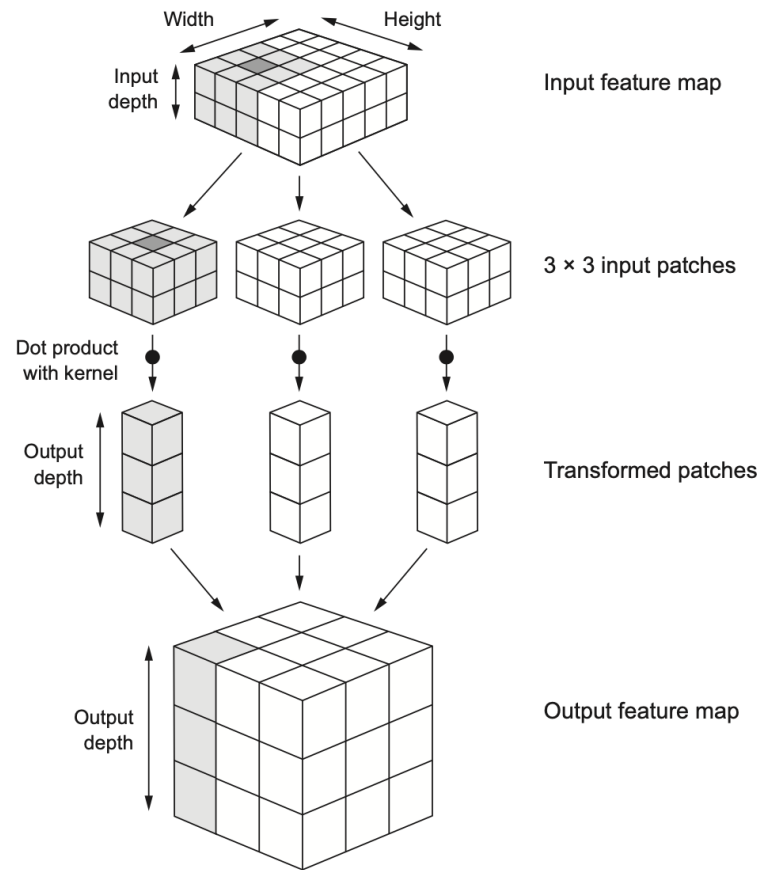 Width
Height
Input
depth
Input feature map
3 × 3 input patches
Dot product
with kernel
Output
depth
Transformed patches
Output
depth
Output feature map